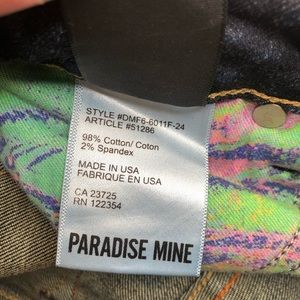 STYLE #DMF6-6011F-24
ARTICLE #51286
98% Cotton/ Coton
2% Spandex
MADE IN USA
FABRIQUE EN USA
CA 23725
RN 122354
PARADISE MINE